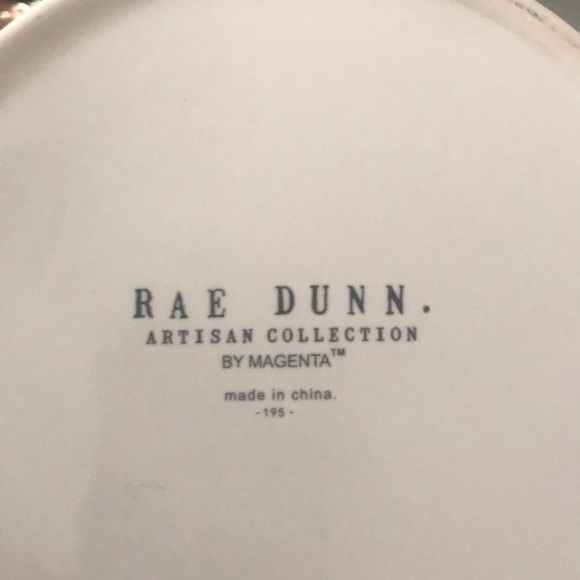 RAE DUNN.
ARTISAN COLLECTION
BY MAGENTA™
made in china.
-195-